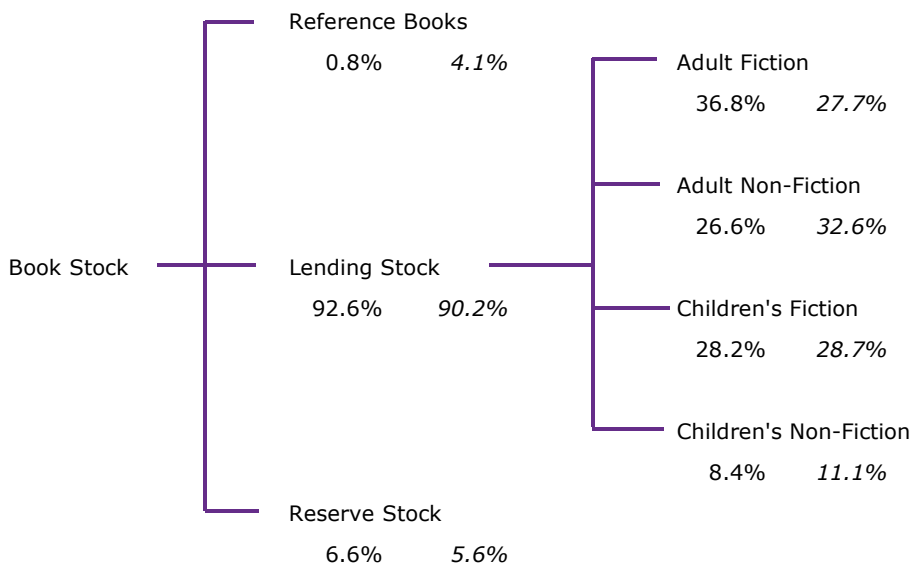 Reference Books
0.8% 4.1%
Adult Fiction
36.8% 27.7%
Adult Non-Fiction
26.6% 32.6%
Book Stock
Lending Stock
92.6% 90.2%
Children's Fiction
28.2% 28.7%
Children's Non-Fiction
8.4% 11.1%
Reserve Stock
6.6% 5.6%